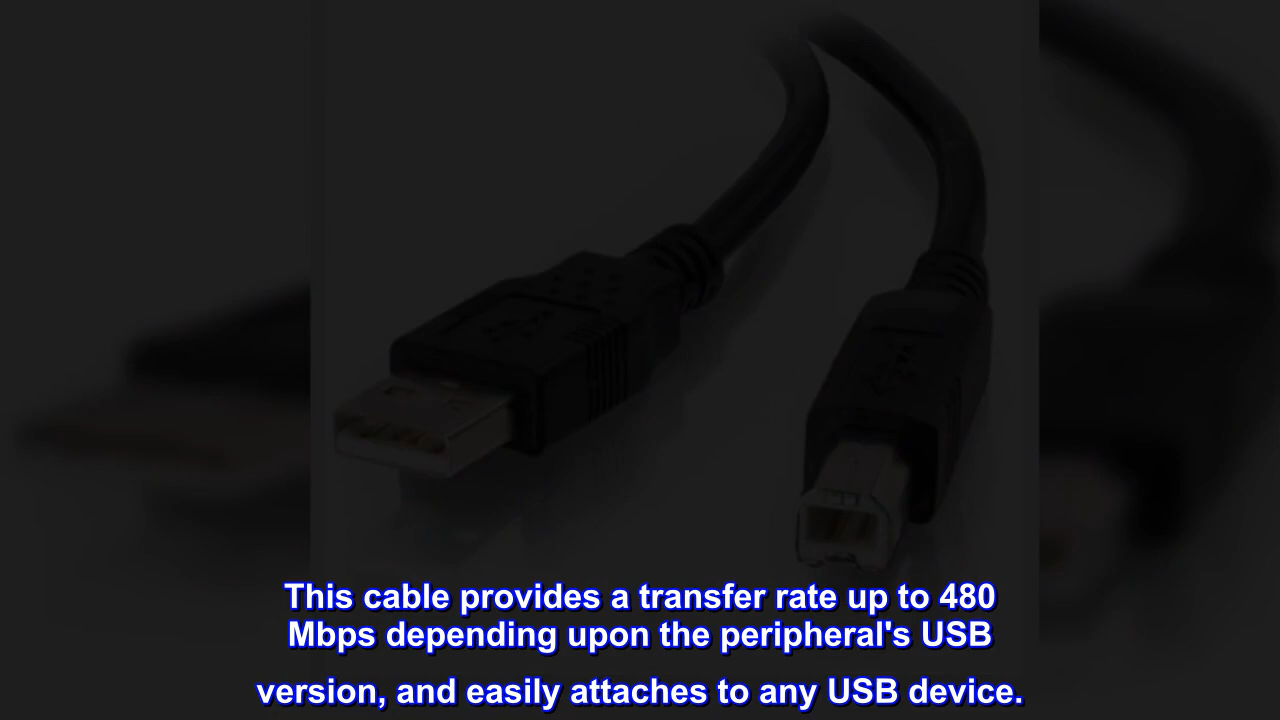 This cable provides a transfer rate up to 480
Mbps depending upon the peripheral's USB
version, and easily attaches to any USB device.